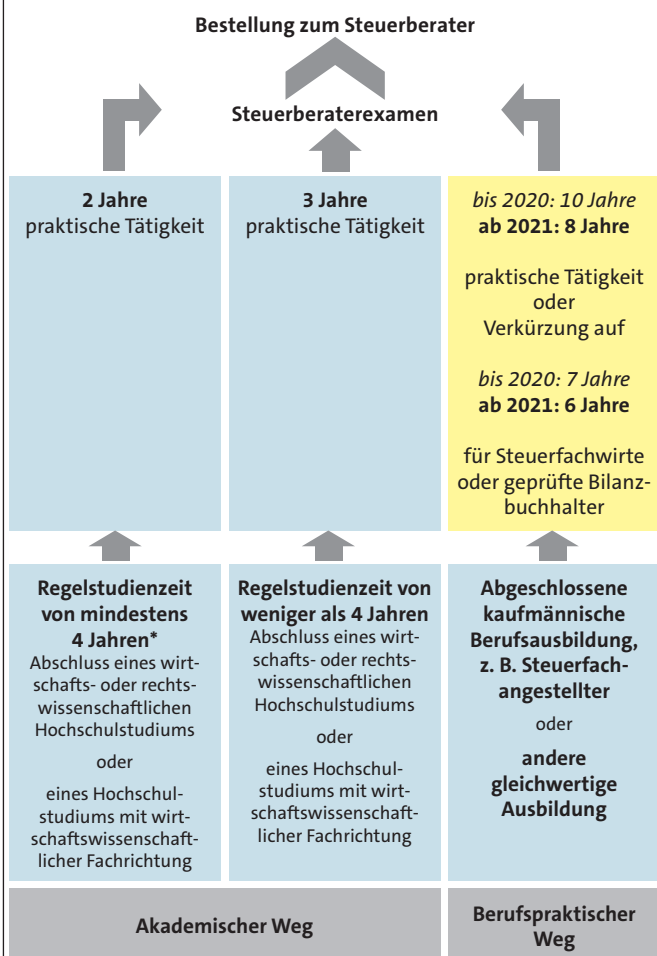 Bestellung zum Steuerberater
Steuerberaterexamen
2 Jahre
praktische Tätigkeit
3 Jahre
praktische Tätigkeit
bis 2020: 10 Jahre
ab 2021: 8 Jahre
praktische Tätigkeit
oder
Verkürzung auf
bis 2020: 7 Jahre
ab 2021: 6 Jahre
für Steuerfachwirte
oder geprüfte Bilanz-
buchhalter
Regelstudienzeit
von mindestens
4 Jahren*
Abschluss eines wirt-
schafts- oder rechts-
wissenschaftlichen
Hochschulstudiums
oder
eines Hochschul-
studiums mit wirt-
schaftswissenschaft-
licher Fachrichtung
Regelstudienzeit von
weniger als 4 Jahren
Abschluss eines wirt-
schafts- oder rechts-
wissenschaftlichen
Hochschulstudiums
oder
eines Hochschul-
studiums mit wirt-
schaftswissenschaft-
licher Fachrichtung
Abgeschlossene
kaufmännische
Berufsausbildung,
z. B. Steuerfach-
angestellter
oder
andere
gleichwertige
Ausbildung
Akademischer Weg
Berufspraktischer
Weg